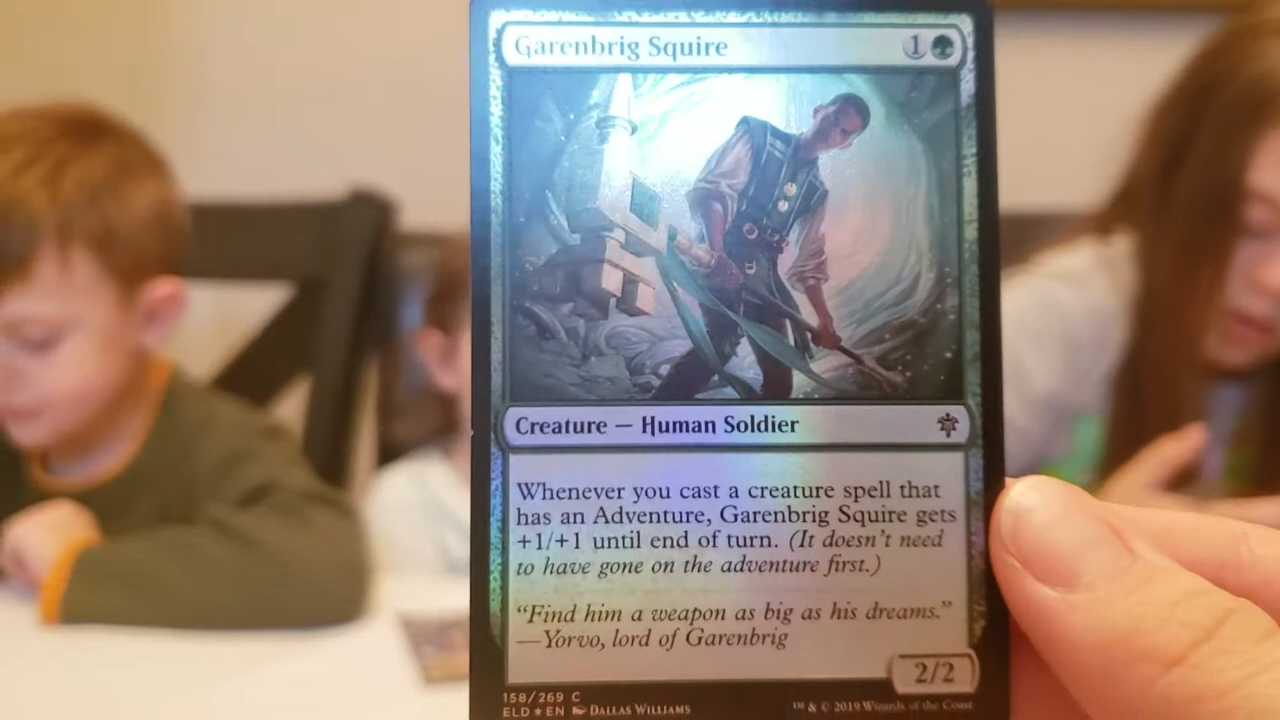 Garenbrig Squire 1
Creature — Human Soldier
Whenever you cast a creature spell that
has an Adventure, Garenbrig Squire gets
+1/+1 until end of turn. (It doesn't need
to have gone on the adventure first.)
"Find him a weapon as big as his dreams."
—Yorvo, lord of Garenbrig
2/2
158/269 C
ELD ★ EN DALLAS WILLIAMS
™ & © 2019 Wizards of the Coast